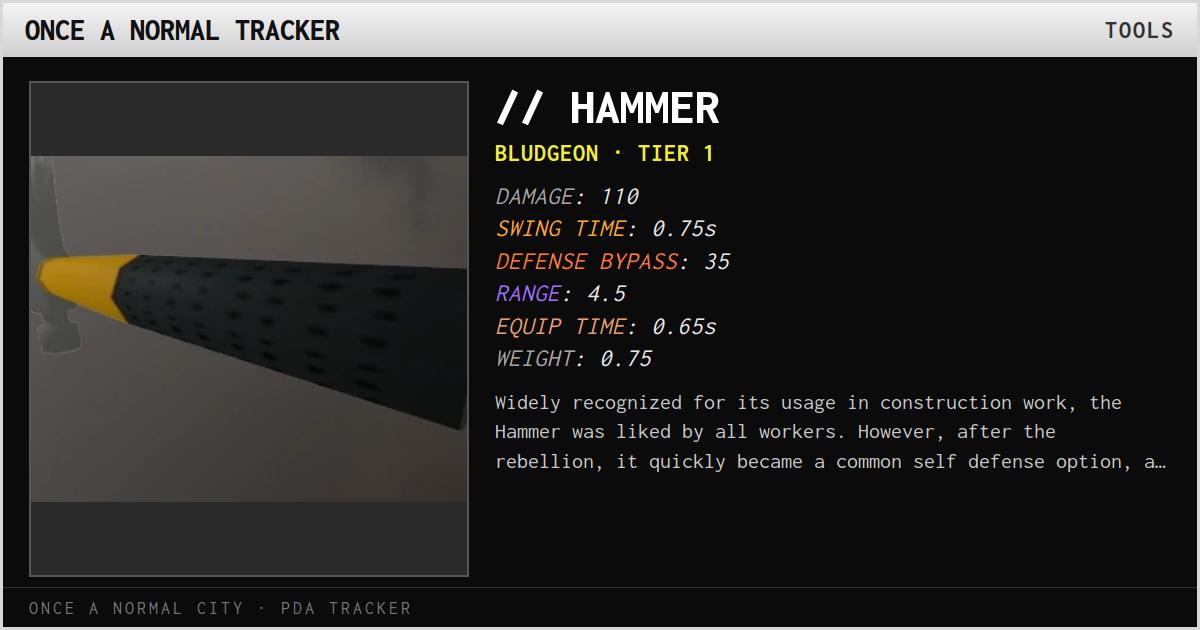 ONCE A NORMAL TRACKER
TOOLS
// HAMMER
BLUDGEON · TIER 1
DAMAGE: 110
SWING TIME: 0.75s
DEFENSE BYPASS: 35
RANGE: 4.5
EQUIP TIME: 0.65s
WEIGHT: 0.75
Widely recognized for its usage in construction work, the
Hammer was liked by all workers. However, after the
rebellion, it quickly became a common self defense option, a…
ONCE A NORMAL CITY · PDA TRACKER